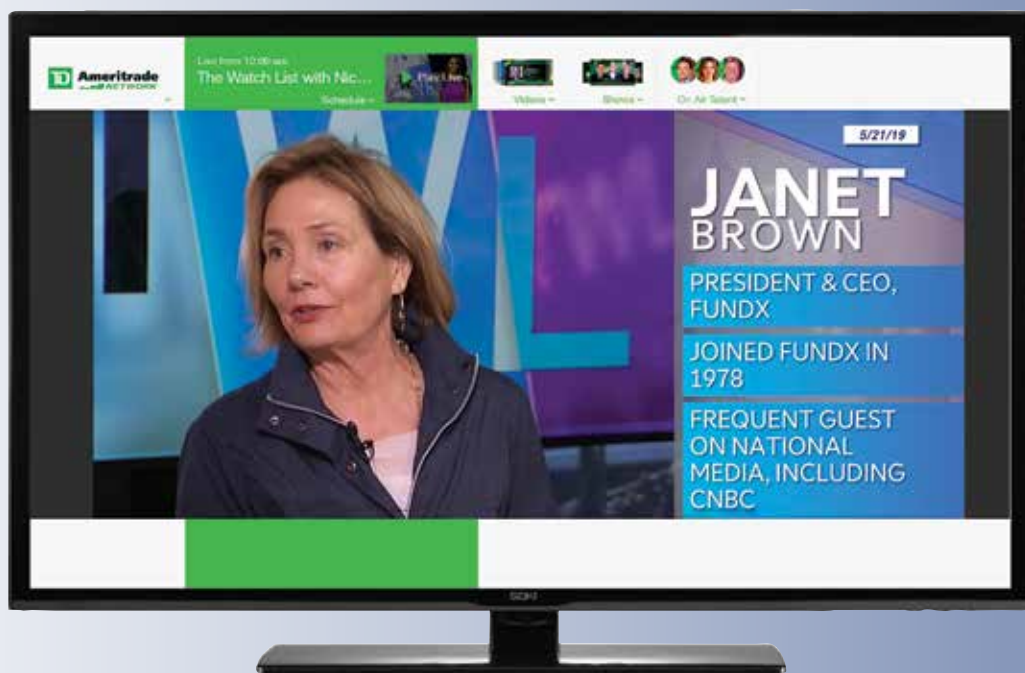 TD Ameritrade
NETWORK
Live from 10:00 am
The Watch List with Nic...
Schedule
Play Live
Videos
Shows
On Air Talent
5/21/19
JANET
BROWN
PRESIDENT & CEO,
FUNDX
JOINED FUNDX IN
1978
FREQUENT GUEST
ON NATIONAL
MEDIA, INCLUDING
CNBC